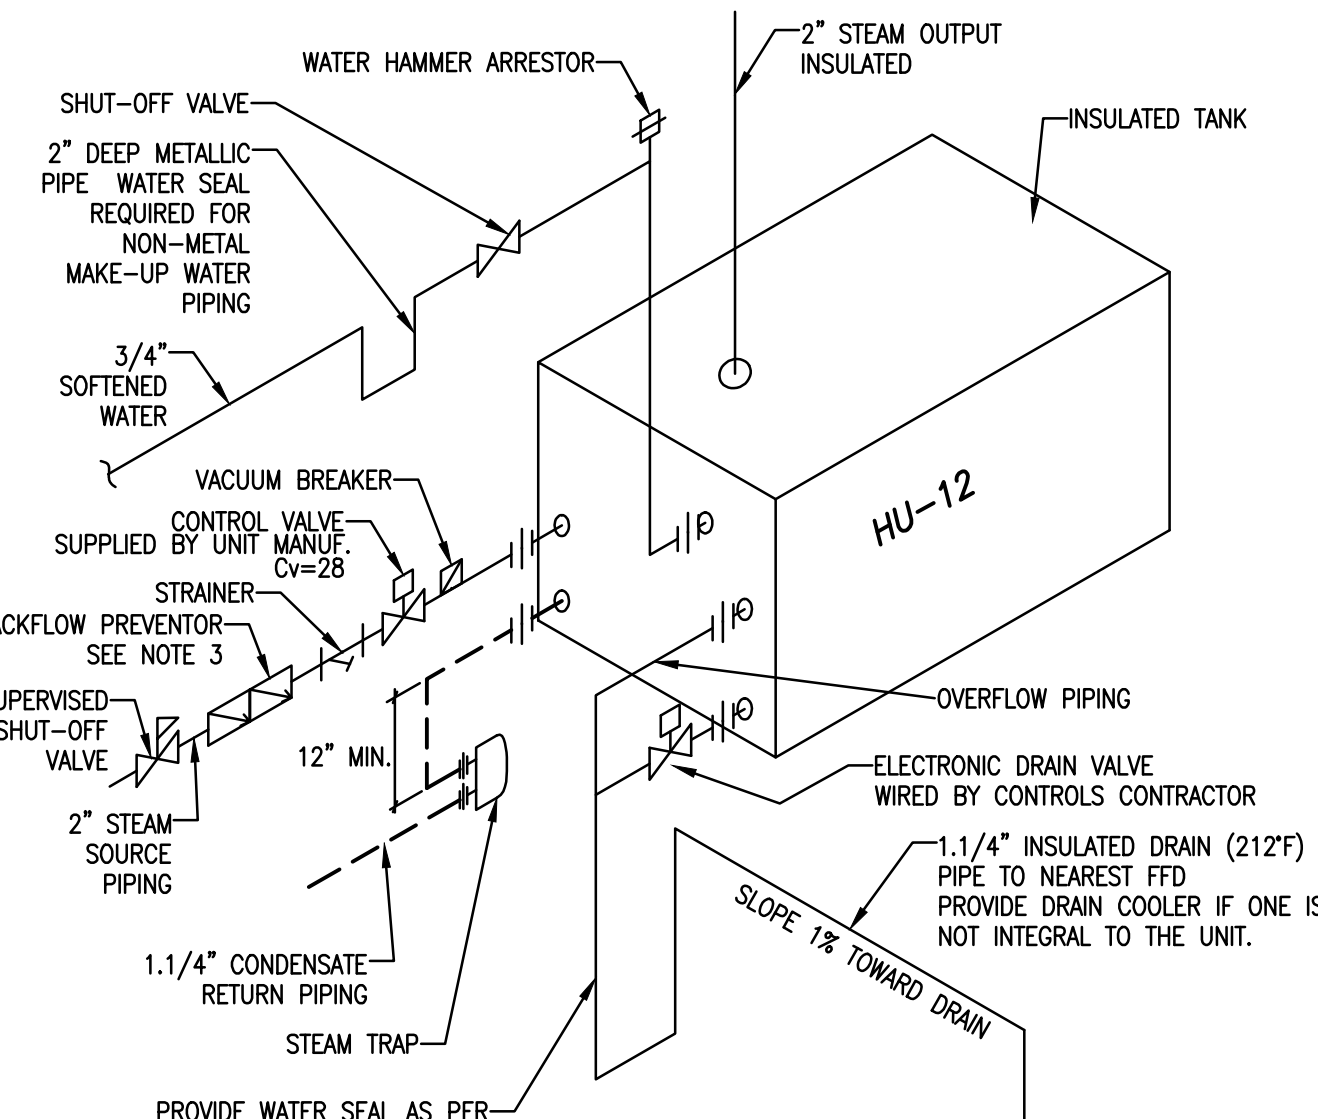 WATER HAMMER ARRESTOR
2” STEAM OUTPUT
INSULATED
SHUT-OFF VALVE
INSULATED TANK
2” DEEP METALLIC
PIPE WATER SEAL
REQUIRED FOR
NON-METAL
MAKE-UP WATER
PIPING
3/4”
SOFTENED
WATER
HU-12
VACUUM BREAKER
CONTROL VALVE
SUPPLIED BY UNIT MANUF.
Cv=28
STRAINER
ACKFLOW PREVENTOR
SEE NOTE 3
UPERVISED
SHUT-OFF
VALVE
12” MIN.
OVERFLOW PIPING
ELECTRONIC DRAIN VALVE
WIRED BY CONTROLS CONTRACTOR
2” STEAM
SOURCE
PIPING
1.1/4” INSULATED DRAIN (212°F)
PIPE TO NEAREST FFD
PROVIDE DRAIN COOLER IF ONE IS
NOT INTEGRAL TO THE UNIT.
SLOPE 1% TOWARD DRAIN
1.1/4” CONDENSATE
RETURN PIPING
STEAM TRAP
PROVIDE WATER SEAL AS PER